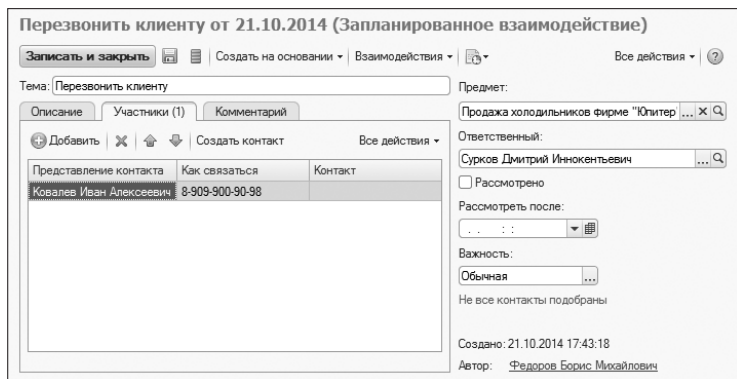 Перезвонить клиенту от 21.10.2014 (Запланированное взаимодействие)
Записать и закрыть Создать на основании Взаимодействия Все действия ?
Тема: Перезвонить клиенту
Описание Участники (1) Комментарий
Добавить Создать контакт Все действия
Представление контакта Как связаться Контакт
Ковалев Иван Алексеевич 8-909-900-90-98
Предмет:
Продажа холодильников фирме "Юпитер ...
Ответственный:
Сурков Дмитрий Иннокентьевич ...
Рассмотрено
Рассмотреть после:
. . : :
Важность:
Обычная ...
Не все контакты подобраны
Создано: 21.10.2014 17:43:18
Автор: Федоров Борис Михайлович